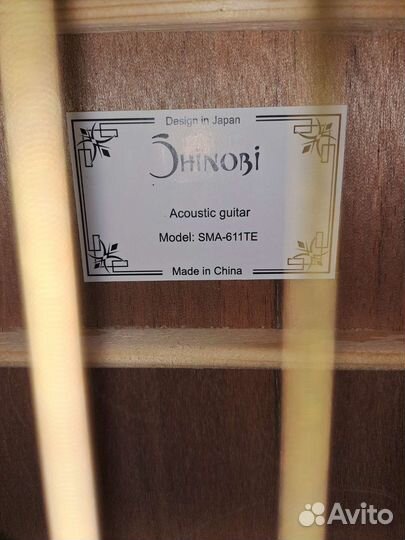 Design in Japan
Shinobi
Acoustic guitar
Model: SMA-611TE
Made in China
Avito